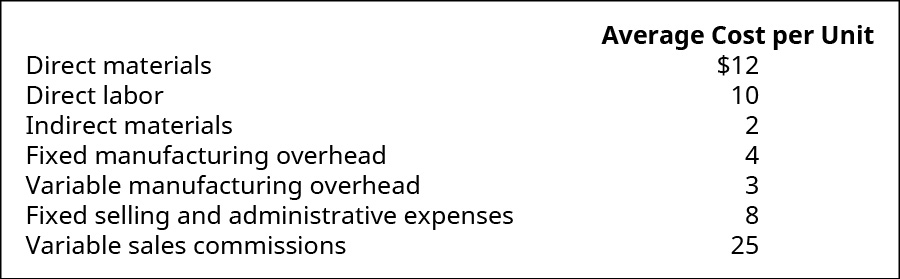 Average Cost per Unit
Direct materials $12
Direct labor 10
Indirect materials 2
Fixed manufacturing overhead 4
Variable manufacturing overhead 3
Fixed selling and administrative expenses 8
Variable sales commissions 25